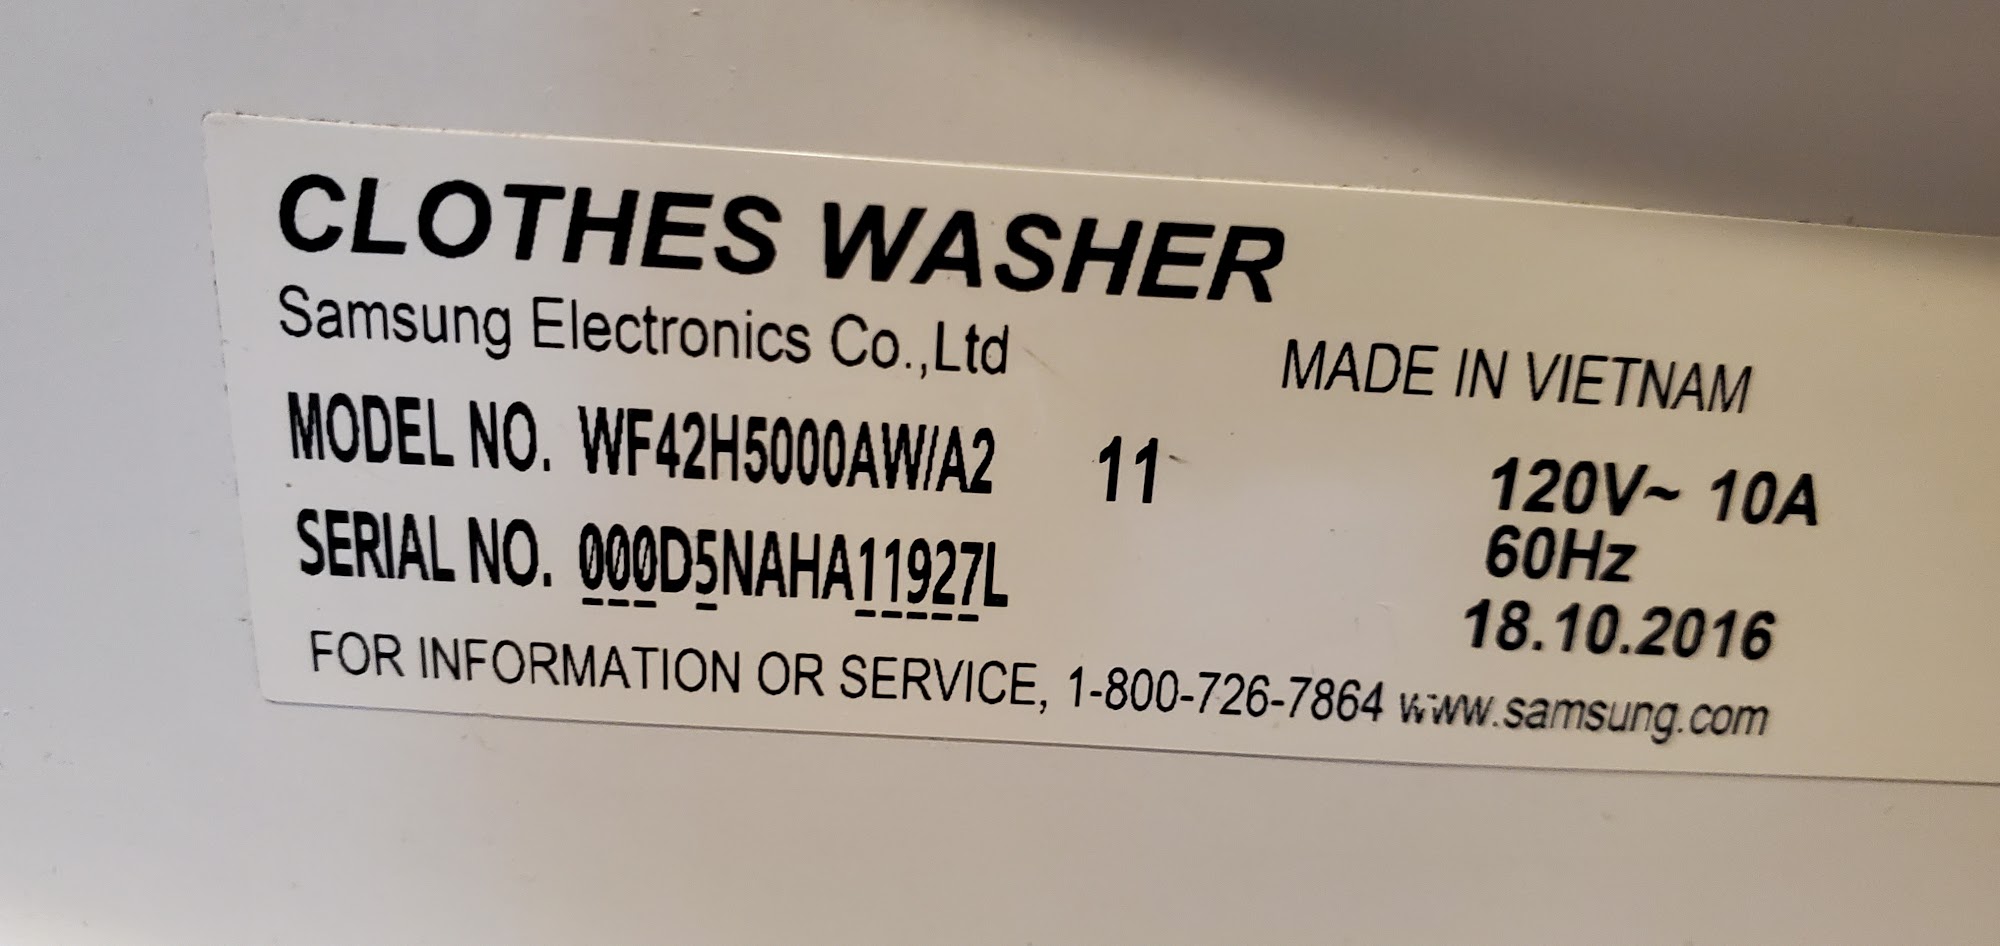 CLOTHES WASHER
Samsung Electronics Co.,Ltd
MADE IN VIETNAM
MODEL NO. WF42H5000AW/A2 11
120V~ 10A
60Hz
SERIAL NO. 000D5NAHA11927L
18.10.2016
FOR INFORMATION OR SERVICE, 1-800-726-7864 www.samsung.com